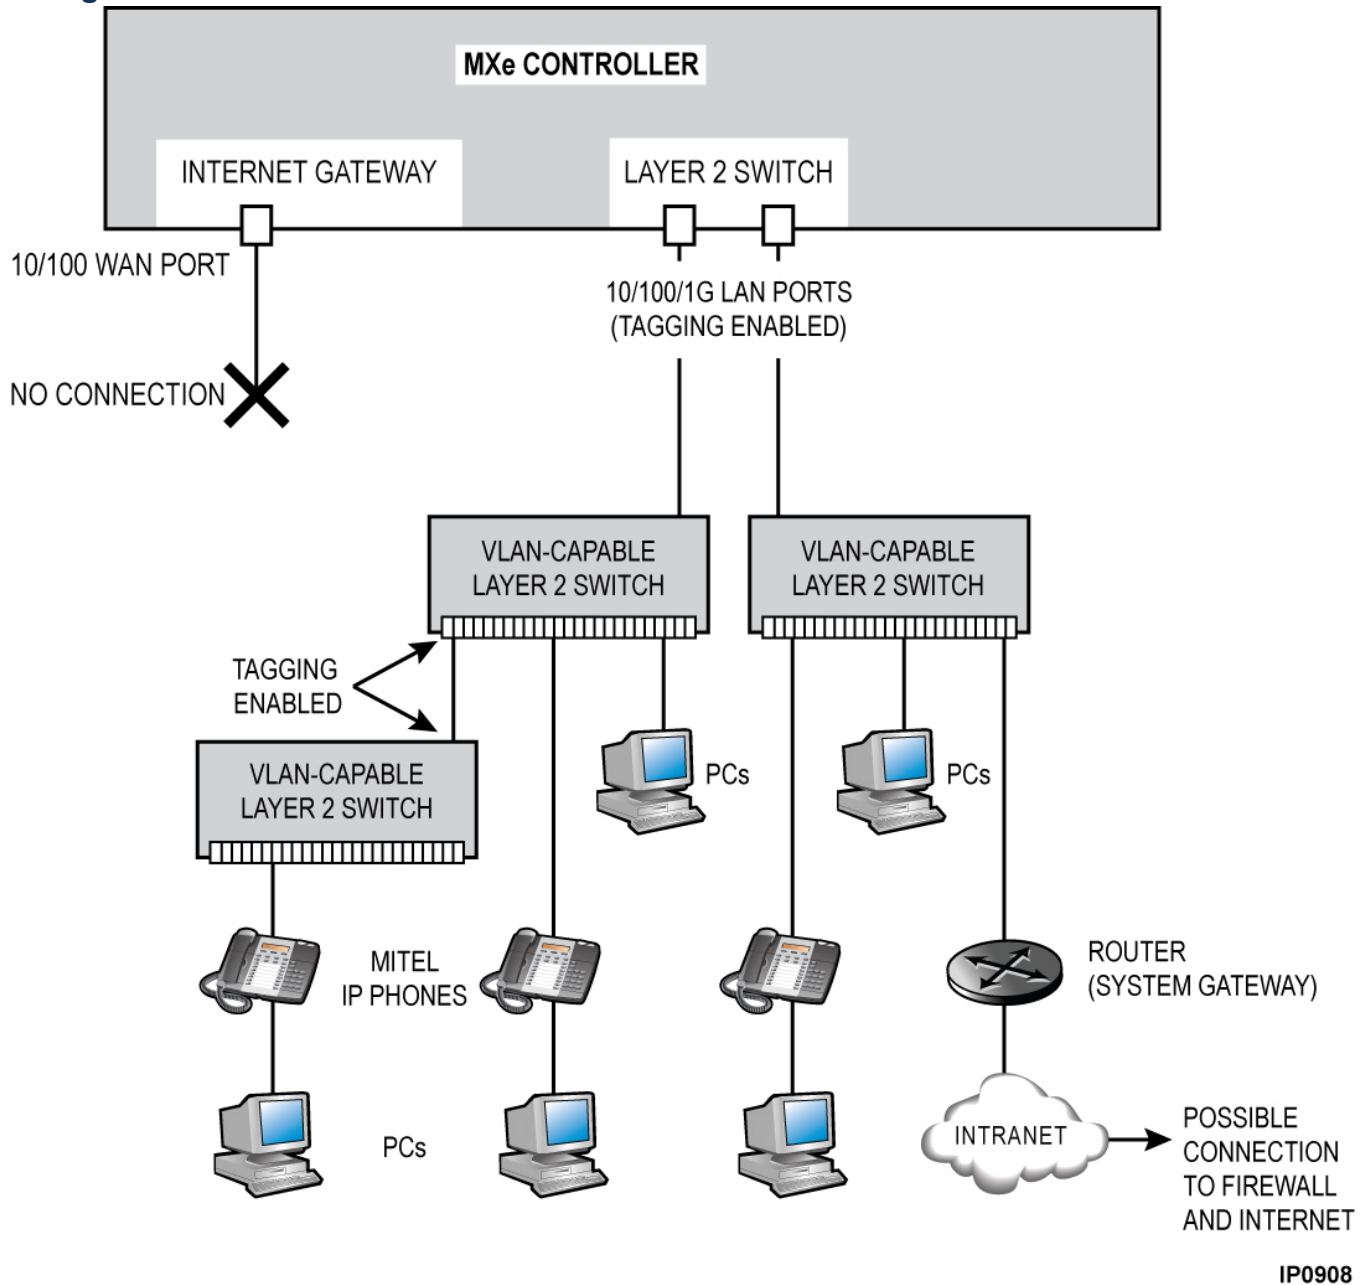 MXe CONTROLLER
INTERNET GATEWAY
LAYER 2 SWITCH
10/100 WAN PORT
10/100/1G LAN PORTS
(TAGGING ENABLED)
NO CONNECTION
VLAN-CAPABLE
LAYER 2 SWITCH
VLAN-CAPABLE
LAYER 2 SWITCH
TAGGING
ENABLED
VLAN-CAPABLE
LAYER 2 SWITCH
PCs
PCs
MITEL
IP PHONES
ROUTER
(SYSTEM GATEWAY)
PCs
INTRANET
POSSIBLE
CONNECTION
TO FIREWALL
AND INTERNET
IP0908